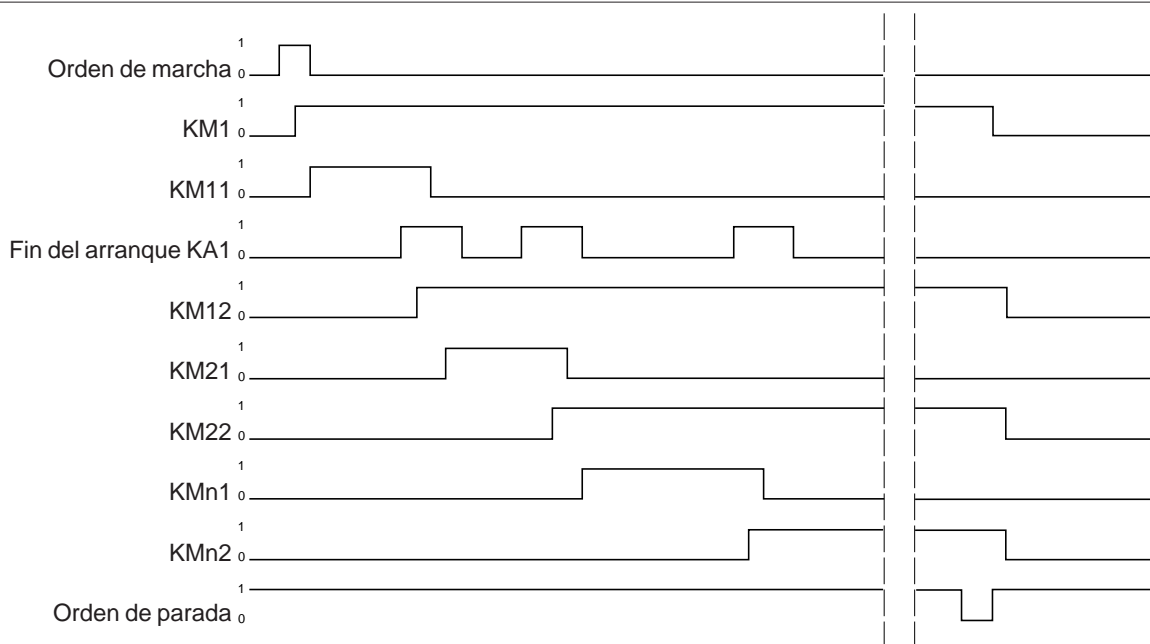 1
Orden de marcha 0
1
KM1 0
1
KM11 0
1
Fin del arranque KA1 0
1
KM12 0
1
KM21 0
1
KM22 0
1
KMn1 0
1
KMn2 0
1
Orden de parada 0